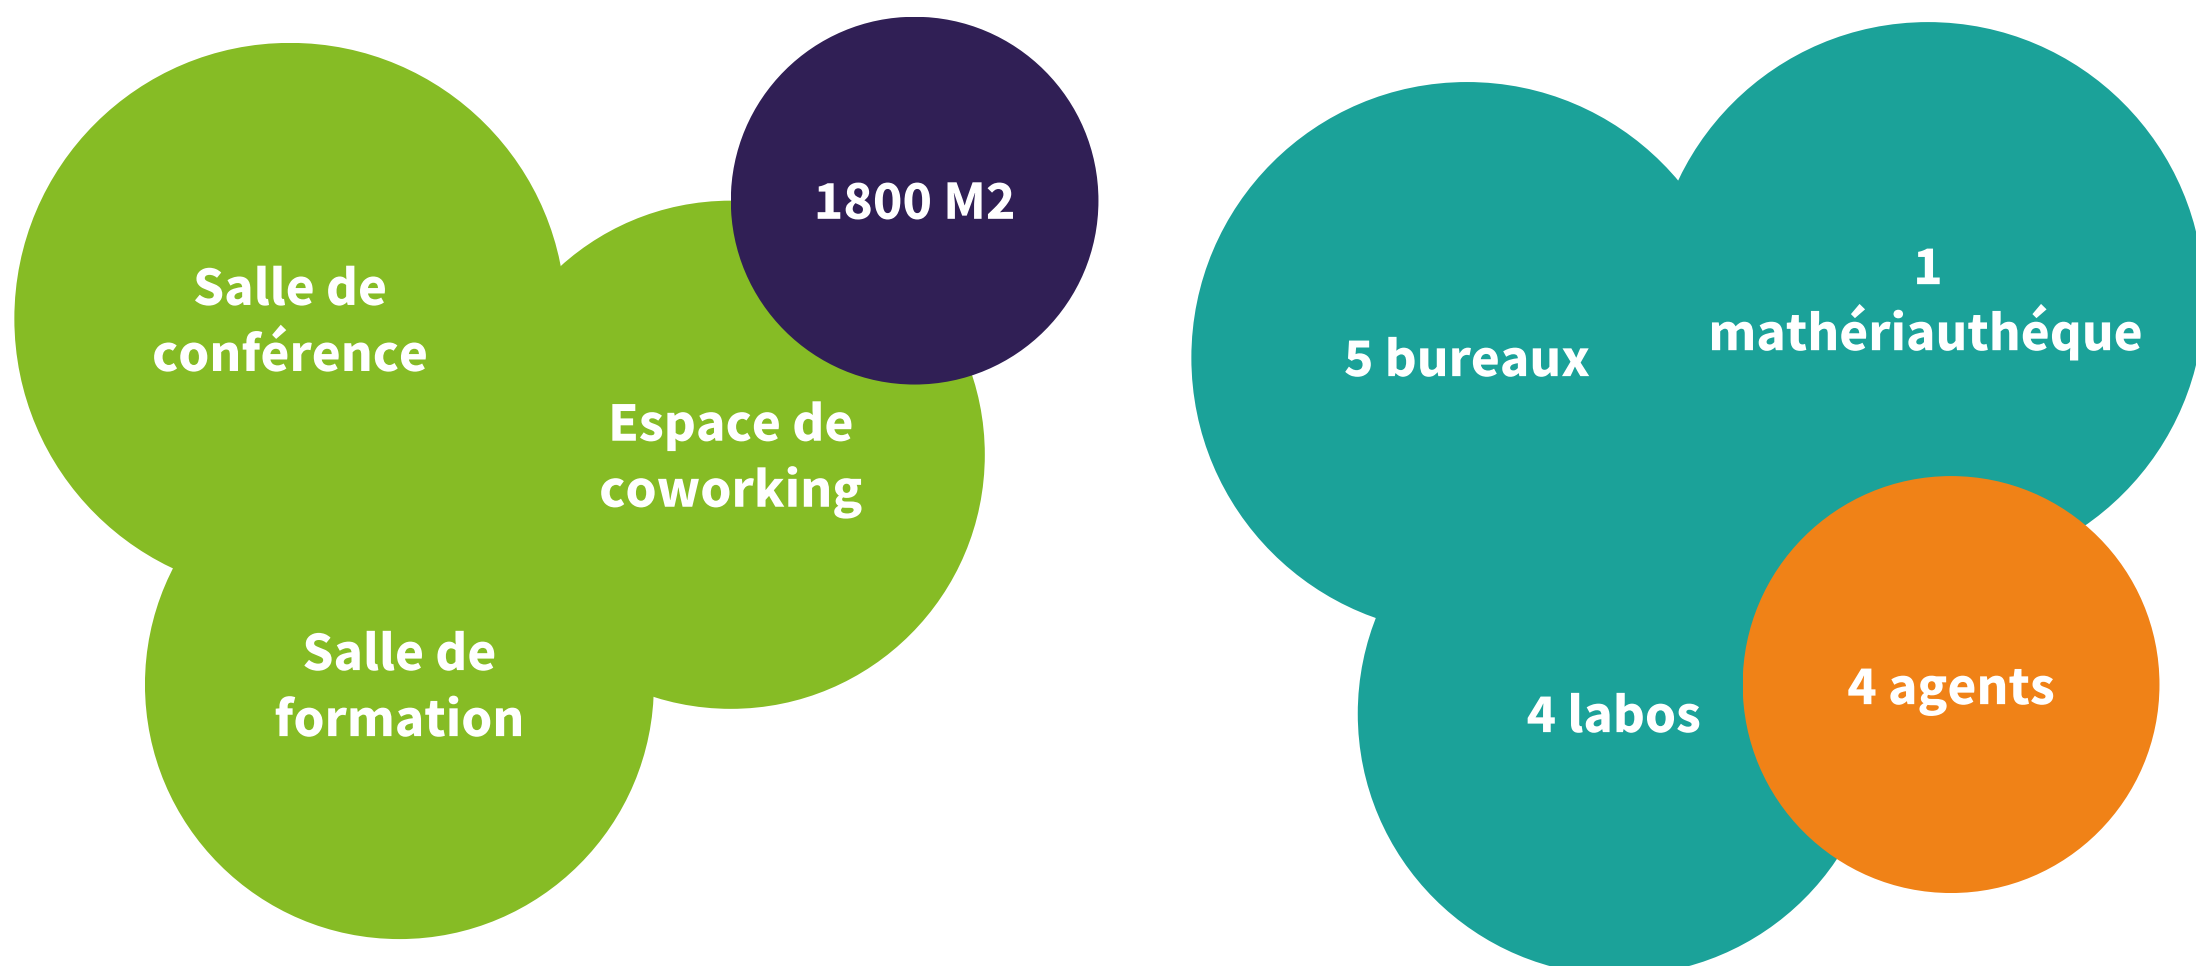 Salle de
conférence
1800 M2
Espace de
coworking
Salle de
formation
5 bureaux
1
mathériauthéque
4 labos
4 agents